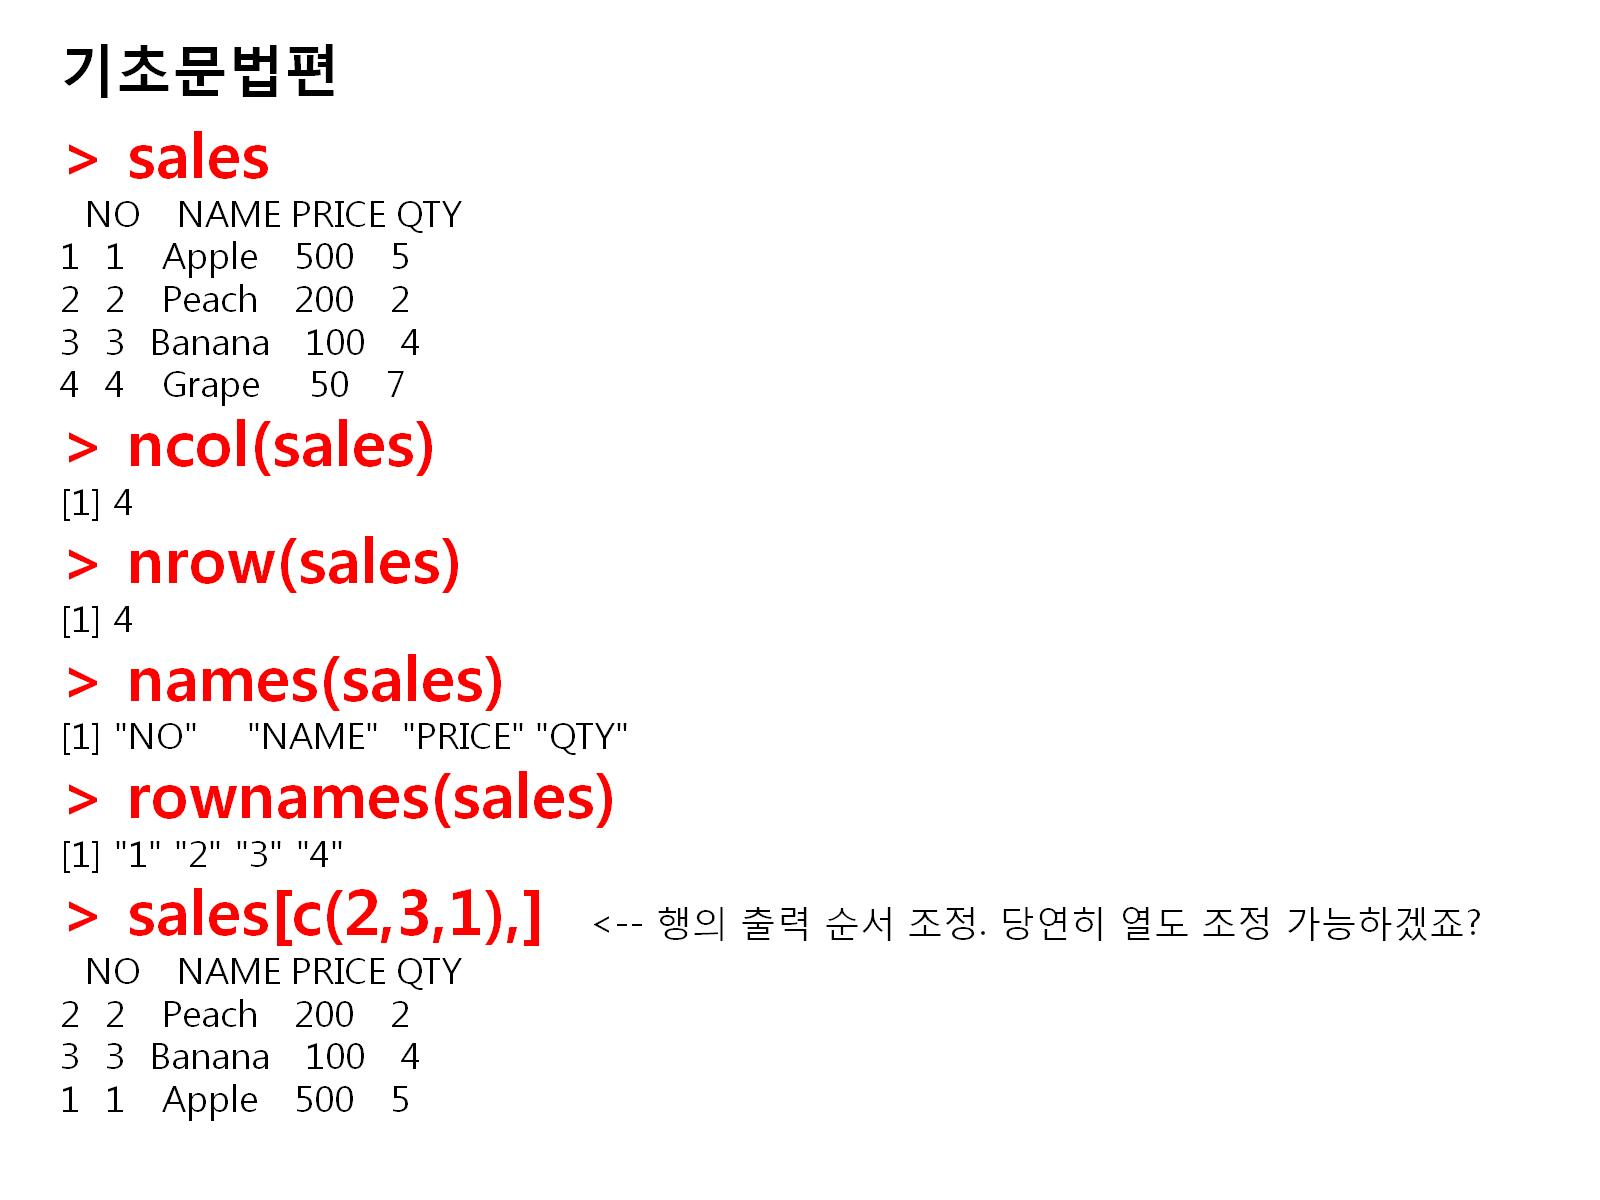 기초문법편
> sales
NO NAME PRICE QTY
1 1 Apple 500 5
2 2 Peach 200 2
3 3 Banana 100 4
4 4 Grape 50 7
> ncol(sales)
[1] 4
> nrow(sales)
[1] 4
> names(sales)
[1] "NO" "NAME" "PRICE" "QTY"
> rownames(sales)
[1] "1" "2" "3" "4"
> sales[c(2,3,1),] <-- 행의 출력 순서 조정. 당연히 열도 조정 가능하겠죠?
NO NAME PRICE QTY
2 2 Peach 200 2
3 3 Banana 100 4
1 1 Apple 500 5